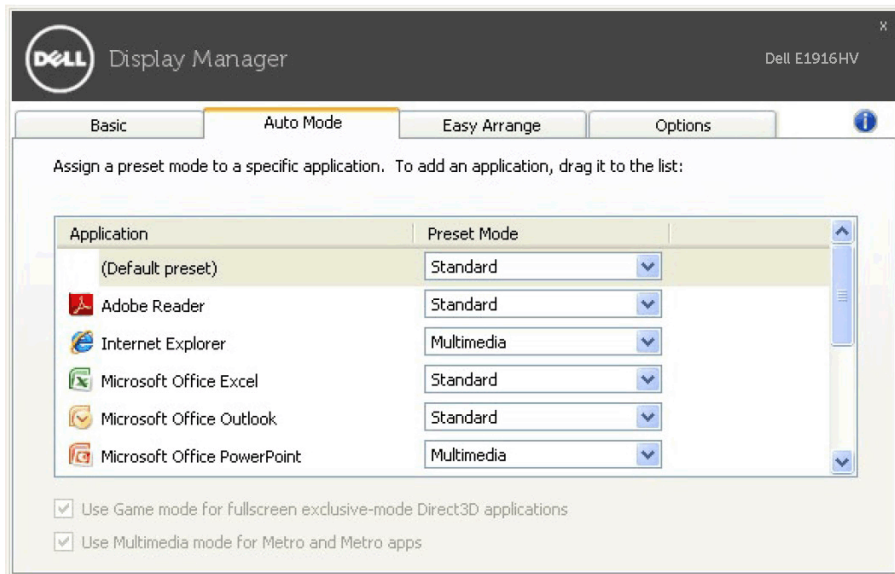 DELL Display Manager
x
Dell E1916HV
Basic Auto Mode Easy Arrange Options
Assign a preset mode to a specific application. To add an application, drag it to the list:
Application Preset Mode
(Default preset) Standard
Adobe Reader Standard
Internet Explorer Multimedia
Microsoft Office Excel Standard
Microsoft Office Outlook Standard
Microsoft Office PowerPoint Multimedia
Use Game mode for fullscreen exclusive-mode Direct3D applications
Use Multimedia mode for Metro and Metro apps